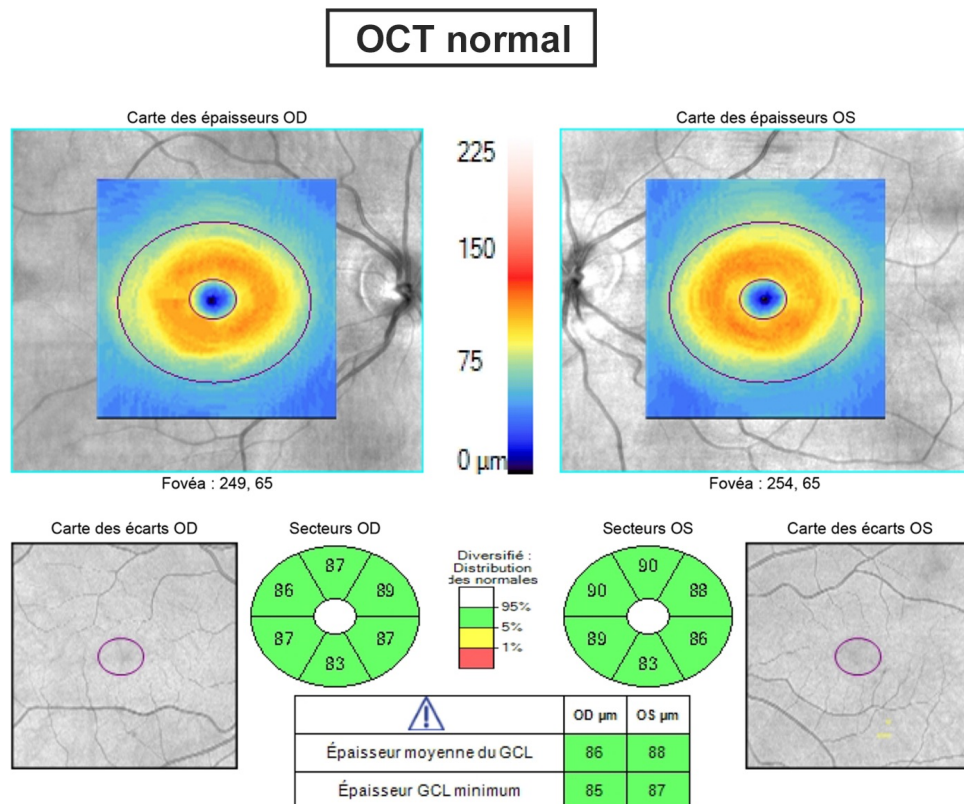 OCT normal
Carte des épaisseurs OD
Carte des épaisseurs OS
225
150
75
0 µm
Fovéa : 249, 65
Fovéa : 254, 65
Carte des écarts OD
Secteurs OD
Secteurs OS
Carte des écarts OS
87
86
89
87
87
83
Diversifié :
Distribution
des normales
95%
5%
1%
90
90
88
89
86
83
OD µm
OS µm
Épaisseur moyenne du GCL
86
88
Épaisseur GCL minimum
85
87